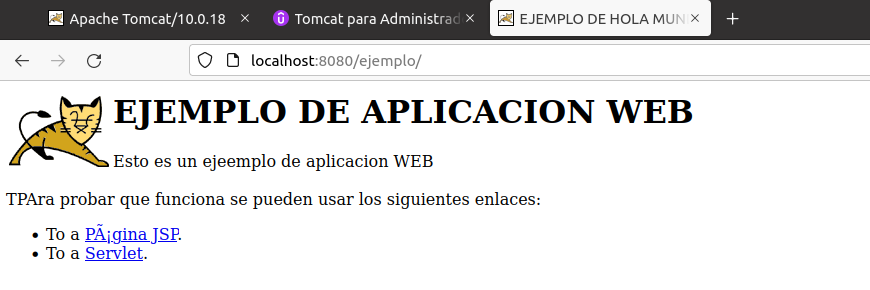 Apache Tomcat/10.0.18
Tomcat para Administrad
EJEMPLO DE HOLA MUN
localhost:8080/ejemplo/
EJEMPLO DE APLICACION WEB
Esto es un ejeemplo de aplicacion WEB
TPAra probar que funciona se pueden usar los siguientes enlaces:
• To a PÃ¡gina JSP.
• To a Servlet.